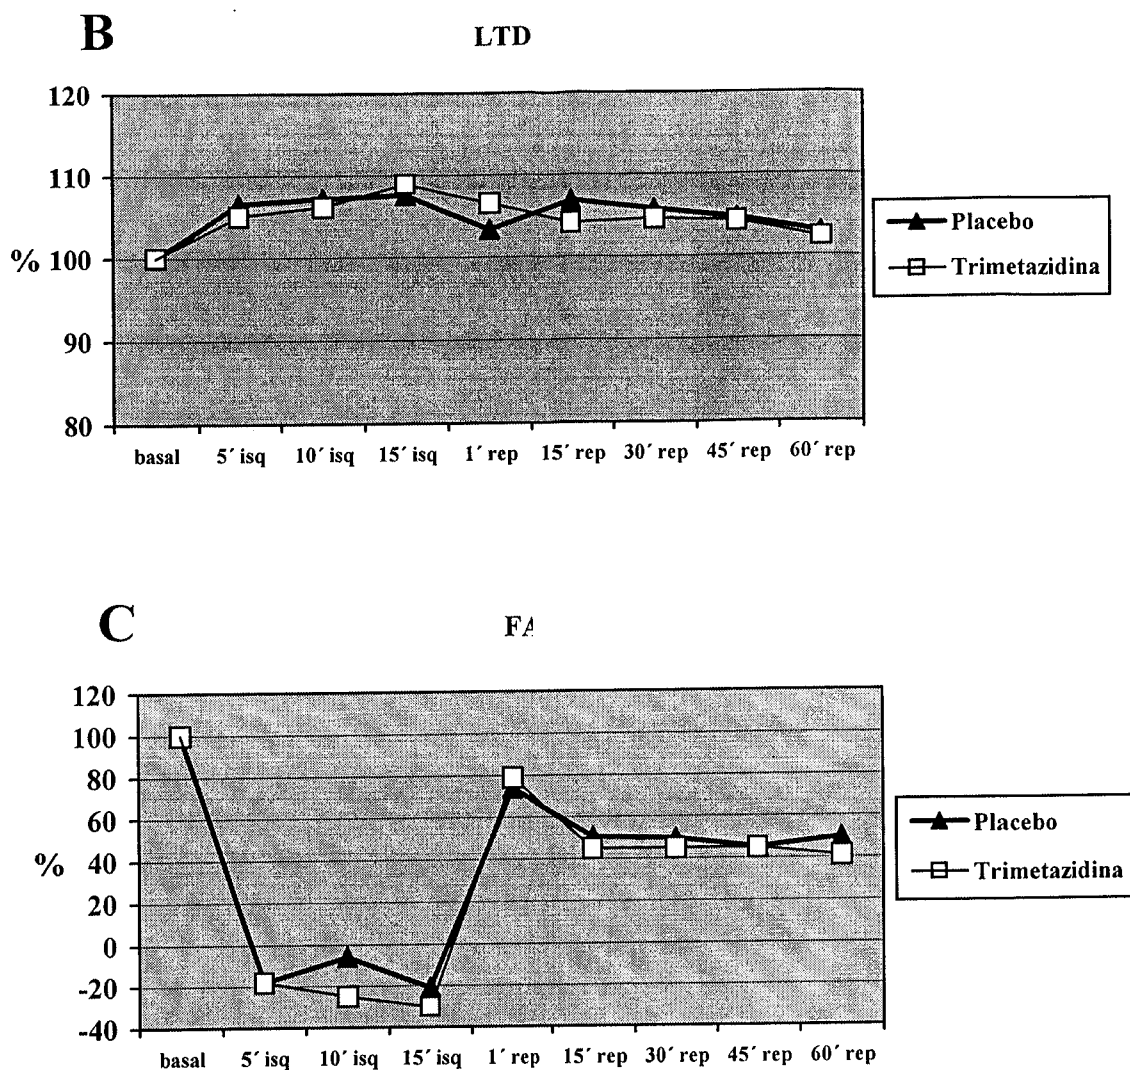 B
LTD
120
110
% 100
90
80
basal 5´ isq 10´ isq 15´ isq 1´ rep 15´ rep 30´ rep 45´ rep 60´ rep
Placebo
Trimetazidina
C
FA
120
100
80
60
%
40
20
0
-20
-40
basal 5´ isq 10´ isq 15´ isq 1´ rep 15´ rep 30´ rep 45´ rep 60´ rep
Placebo
Trimetazidina